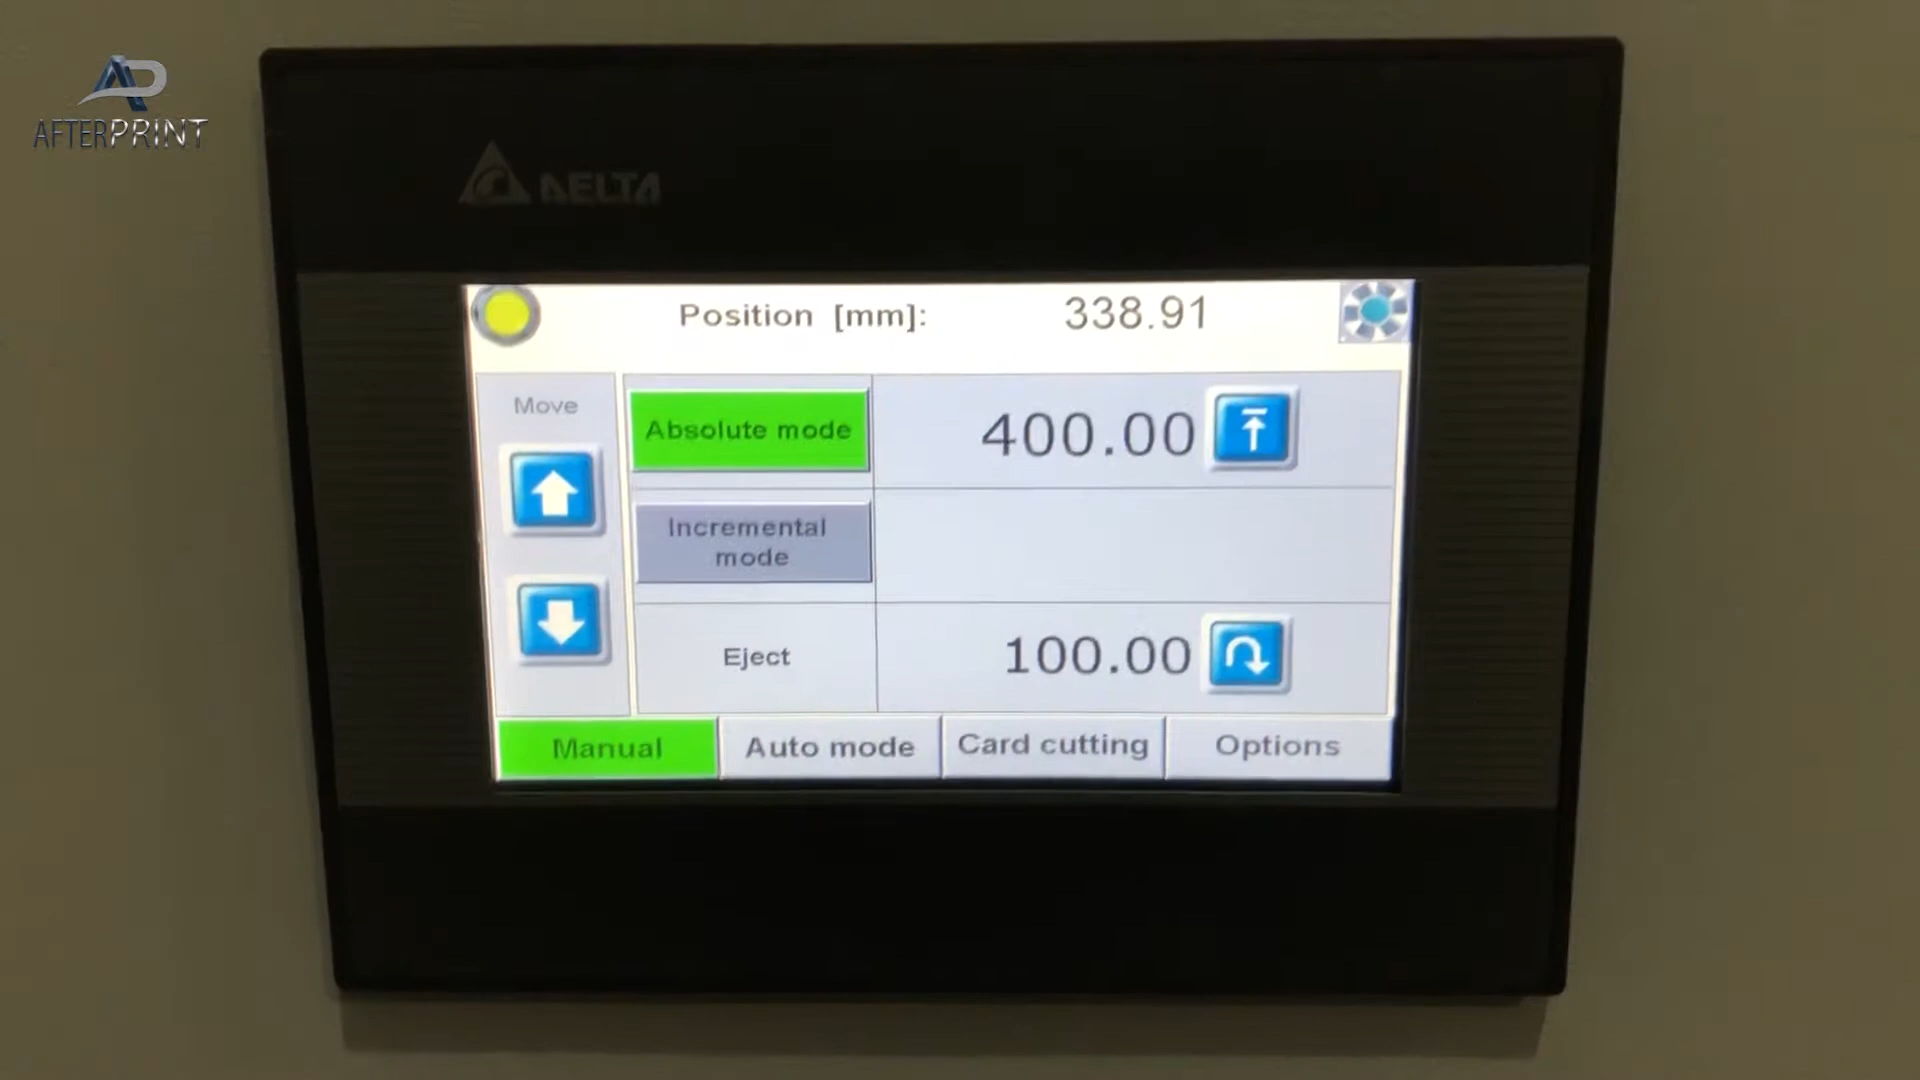 AFTERPRINT
DELTA
Position [mm]: 338.91
Move
Absolute mode 400.00
Incremental
mode
Eject 100.00
Manual Auto mode Card cutting Options